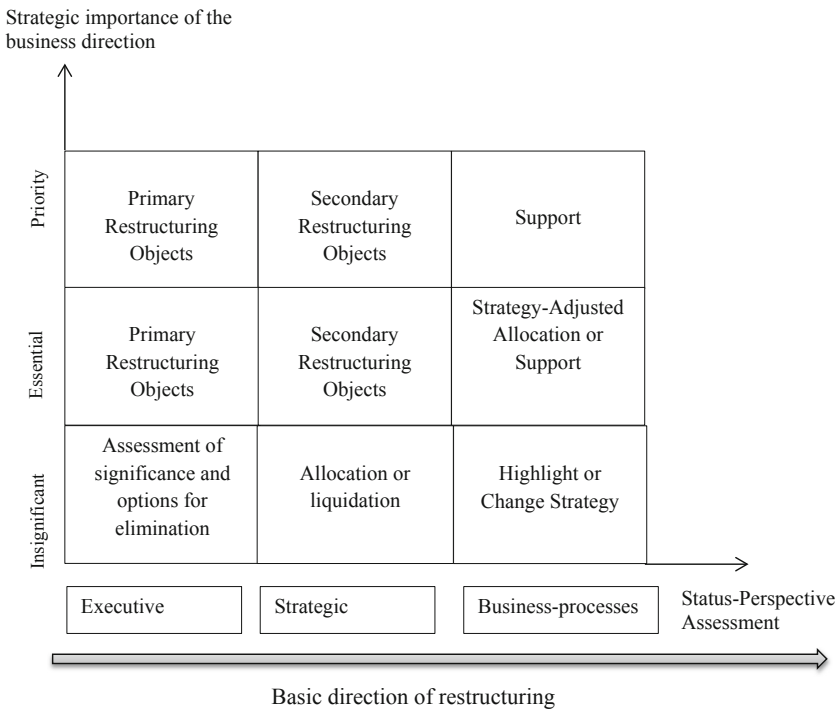 Strategic importance of the
business direction
Priority
Primary
Restructuring
Objects
Secondary
Restructuring
Objects
Support
Essential
Primary
Restructuring
Objects
Secondary
Restructuring
Objects
Strategy-Adjusted
Allocation or
Support
Insignificant
Assessment of
significance and
options for
elimination
Allocation or
liquidation
Highlight or
Change Strategy
Executive
Strategic
Business-processes
Status-Perspective
Assessment
Basic direction of restructuring